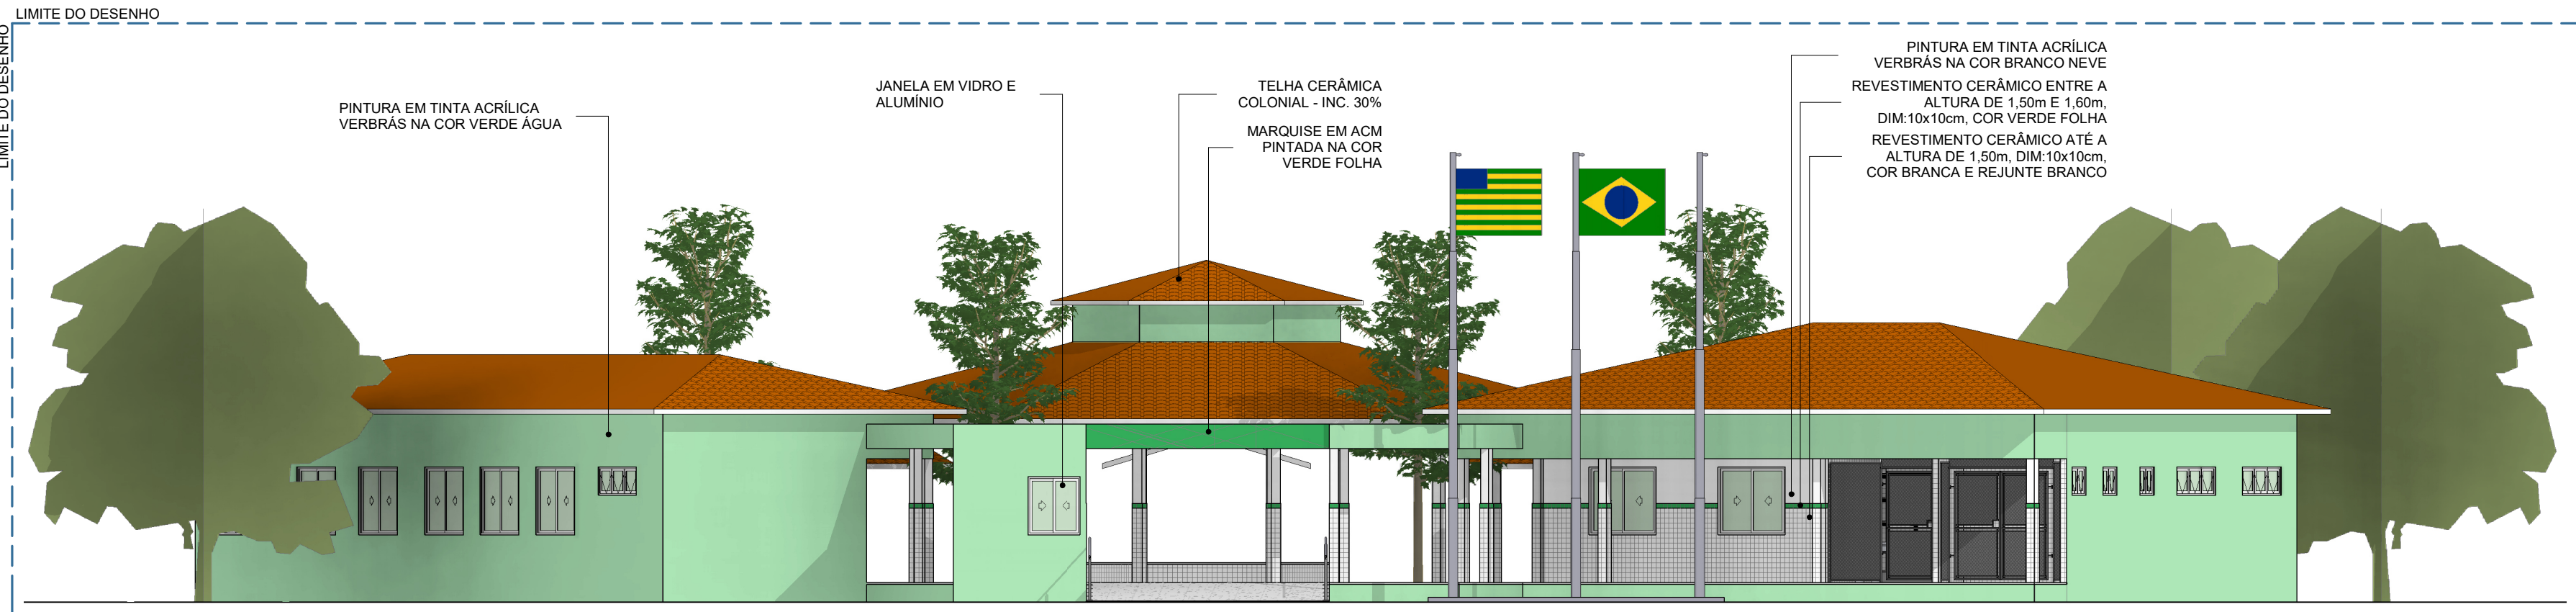 LIMITE DO DESENHO
LIMITE DO DESENHO
PINTURA EM TINTA ACRÍLICA
VERBRÁS NA COR VERDE ÁGUA
JANELA EM VIDRO E
ALUMÍNIO
TELHA CERÂMICA
COLONIAL - INC. 30%
MARQUISE EM ACM
PINTADA NA COR
VERDE FOLHA
PINTURA EM TINTA ACRÍLICA
VERBRÁS NA COR BRANCO NEVE
REVESTIMENTO CERÂMICO ENTRE A
ALTURA DE 1,50m E 1,60m,
DIM:10x10cm, COR VERDE FOLHA
REVESTIMENTO CERÂMICO ATÉ A
ALTURA DE 1,50m, DIM:10x10cm,
COR BRANCA E REJUNTE BRANCO